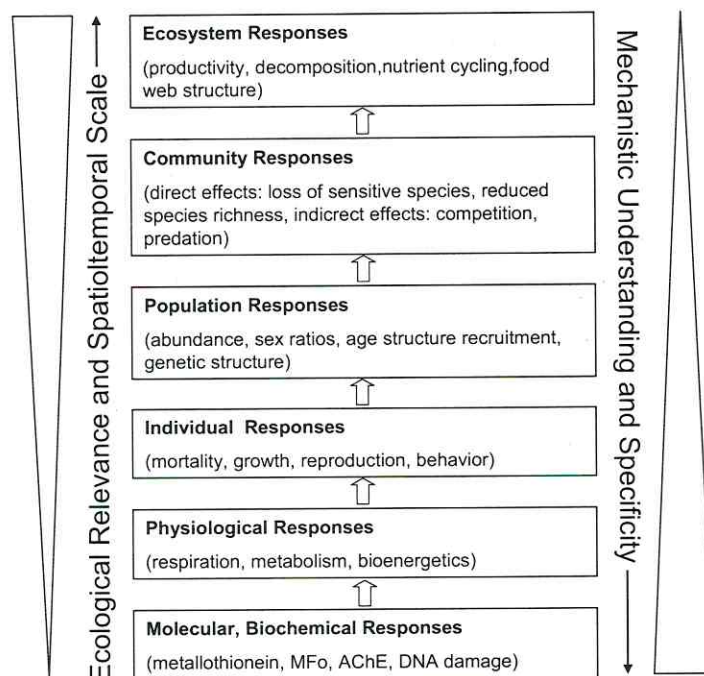 Ecosystem Responses
(productivity, decomposition,nutrient cycling,food
web structure)
Community Responses
(direct effects: loss of sensitive species, reduced
species richness, indicrect effects: competition,
predation)
Population Responses
(abundance, sex ratios, age structure recruitment,
genetic structure)
Individual Responses
(mortality, growth, reproduction, behavior)
Physiological Responses
(respiration, metabolism, bioenergetics)
Molecular, Biochemical Responses
(metallothionein, MFo, AChE, DNA damage)
Ecological Relevance and Spatioltemporal Scale
Mechanistic Understanding and Specificity